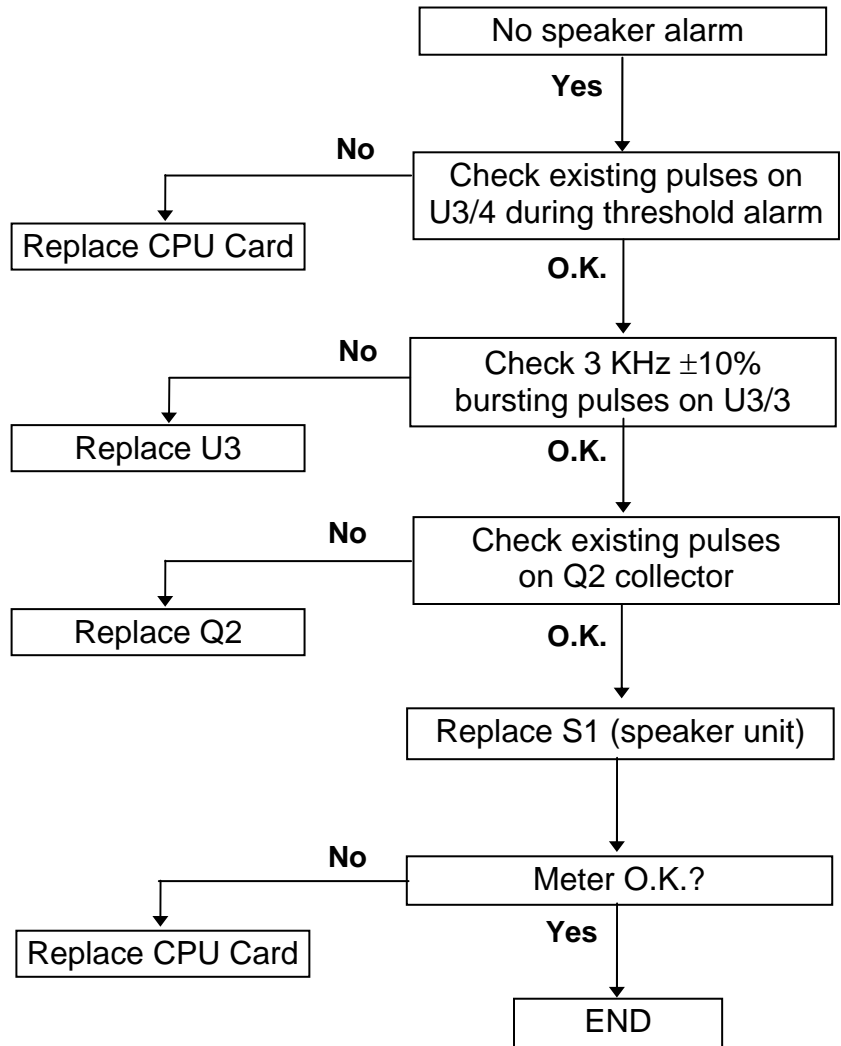 No speaker alarm
Yes
No
Check existing pulses on
U3/4 during threshold alarm
Replace CPU Card
O.K.
No
Check 3 KHz ±10%
bursting pulses on U3/3
Replace U3
O.K.
No
Check existing pulses
on Q2 collector
Replace Q2
O.K.
Replace S1 (speaker unit)
No
Meter O.K.?
Yes
Replace CPU Card
END